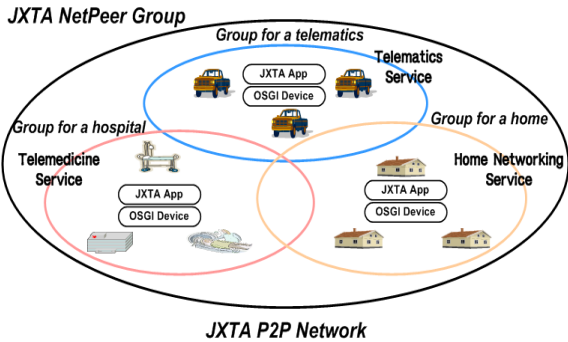 JXTA NetPeer Group
Group for a telematics
Telematics
Service
JXTA App
OSGI Device
Group for a hospital
Group for a home
Telemedicine
Service
Home Networking
Service
JXTA App
OSGI Device
JXTA App
OSGI Device
JXTA P2P Network